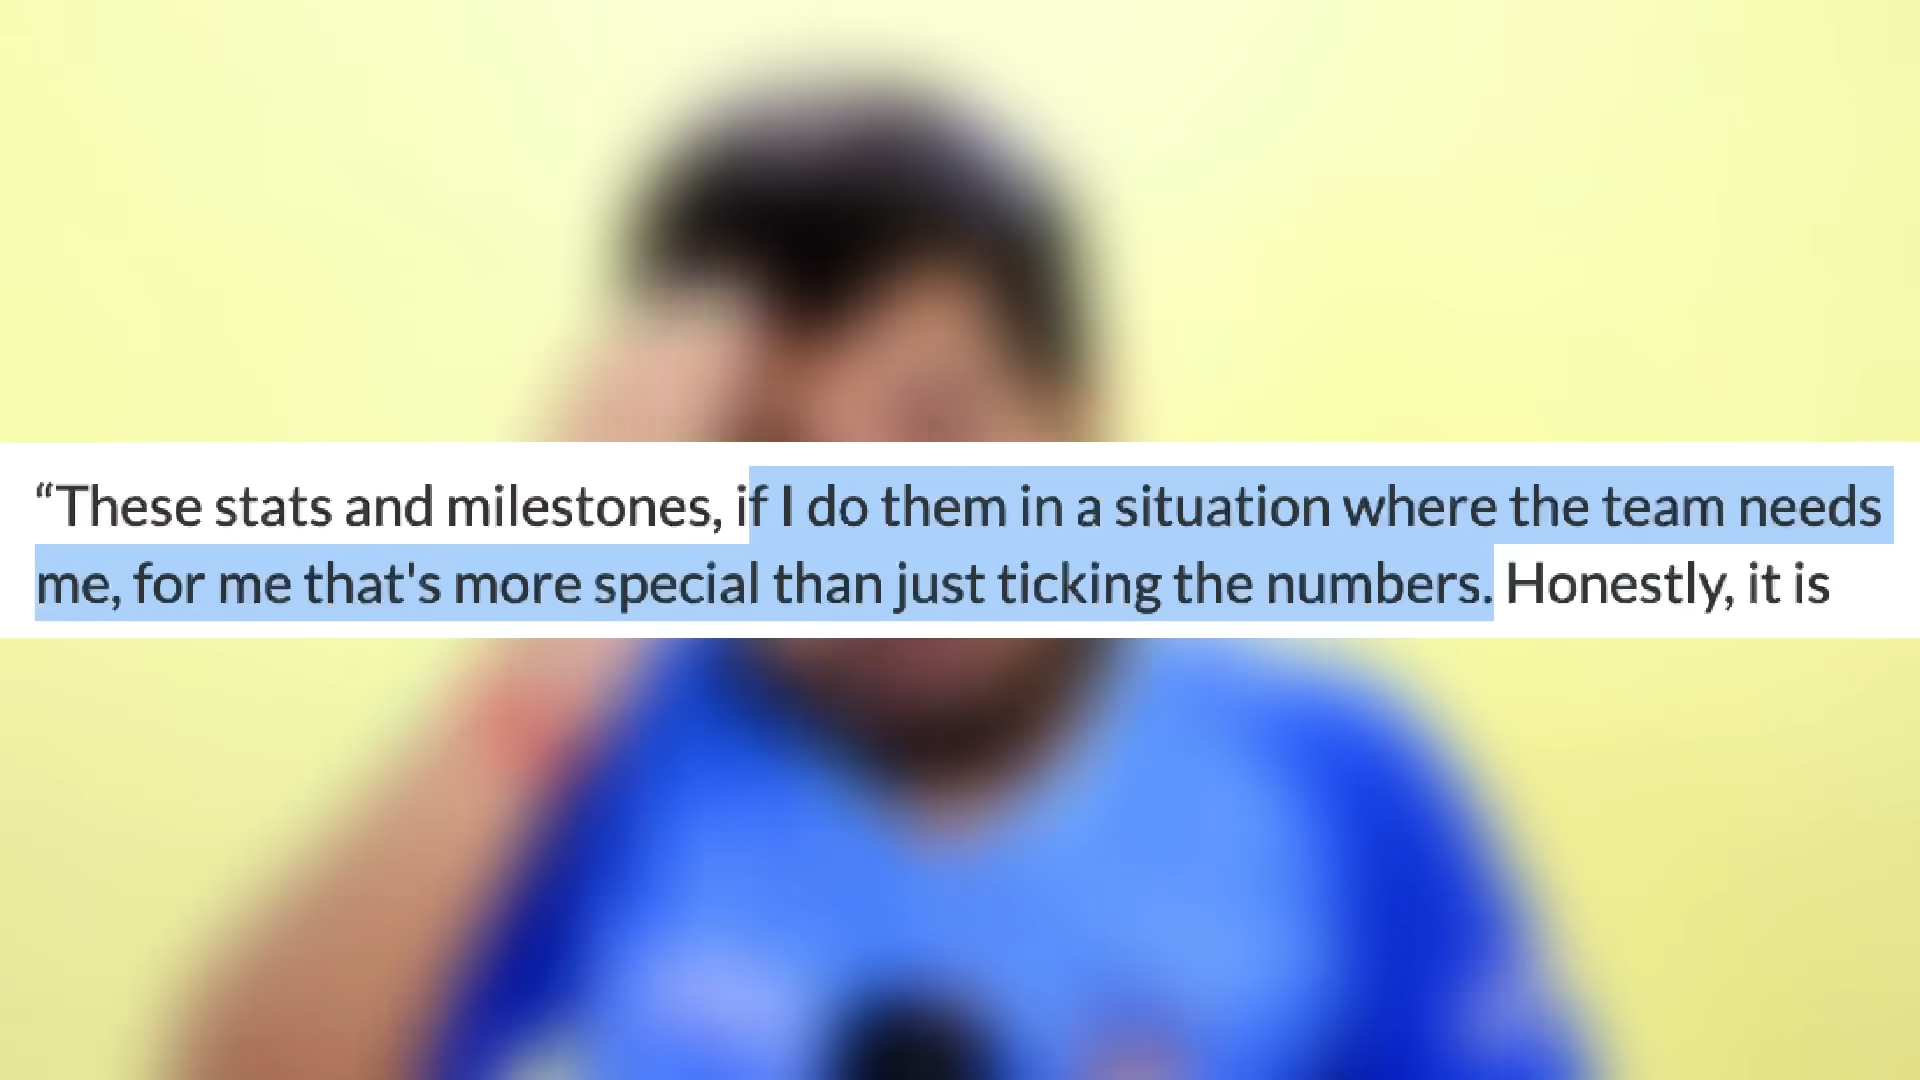 “These stats and milestones, if I do them in a situation where the team needs
me, for me that's more special than just ticking the numbers. Honestly, it is